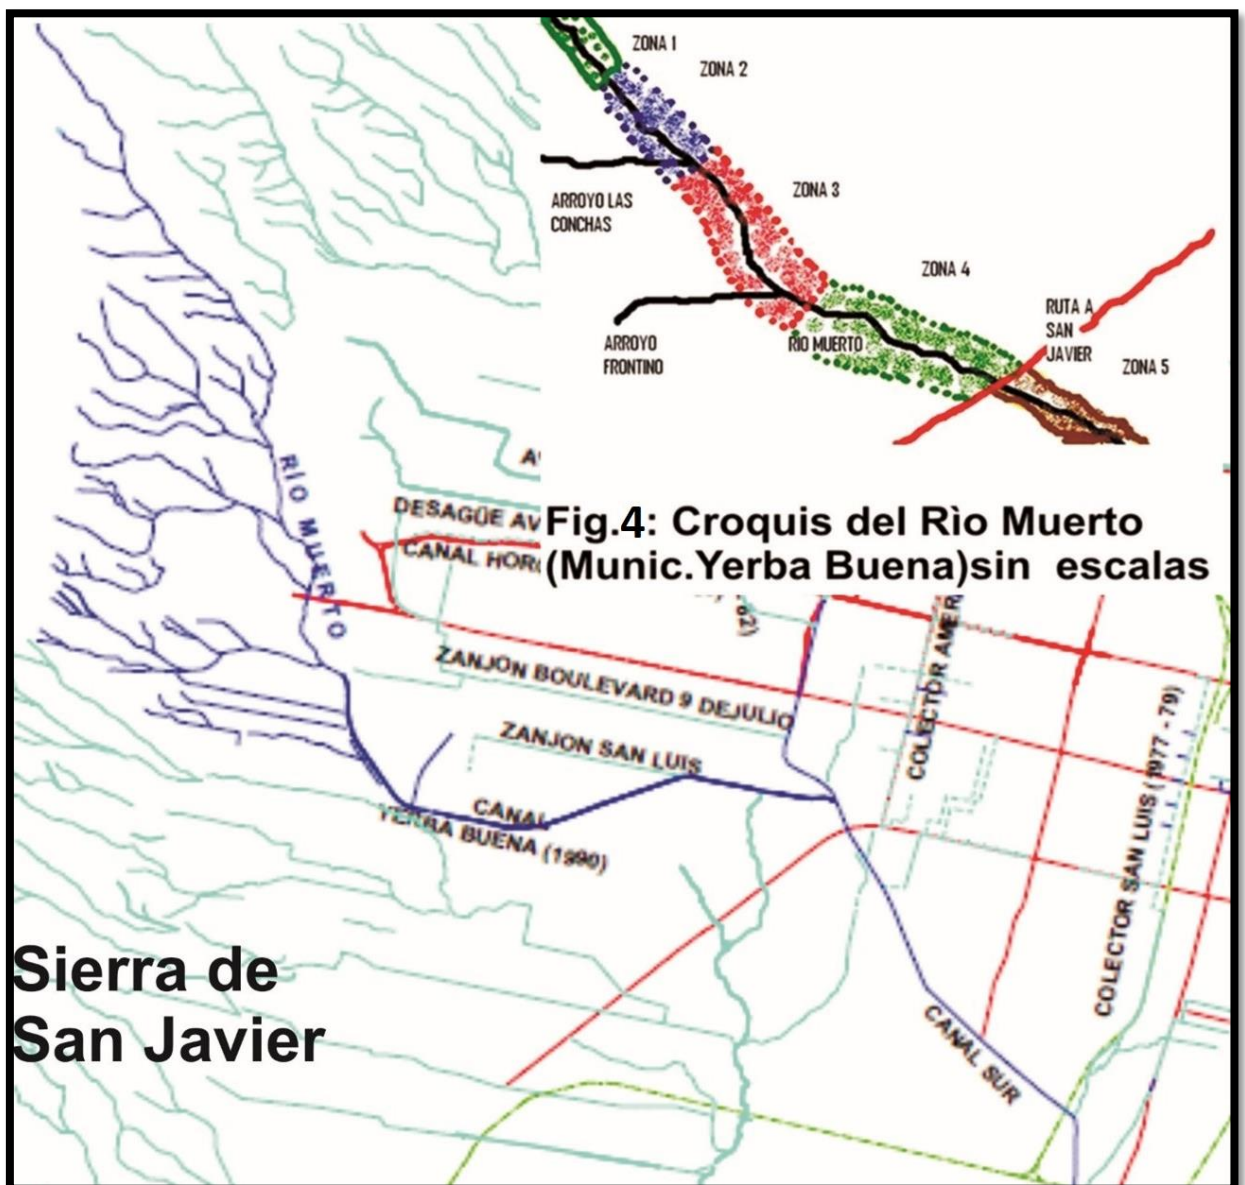 ZONA 1
ZONA 2
ZONA 3
ARROYO LAS
CONCHAS
ZONA 4
RUTA A
SAN
JAVIER
ZONA 5
ARROYO
FRONTINO
RIO MUERTO
Fig.4: Croquis del Rìo Muerto
(Munic.Yerba Buena)sin escalas
RÍO MUERTO
DESAGÜE AV
CANAL HOR
ZANJON BOULEVARD 9 DEJULIO
ZANJON SAN LUIS
CANAL
YERBA BUENA (1990)
COLECTOR AMER
COLECTOR SAN LUIS (1977 - 79)
CANAL SUR
Sierra de
San Javier